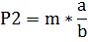 P2 = m * a/b